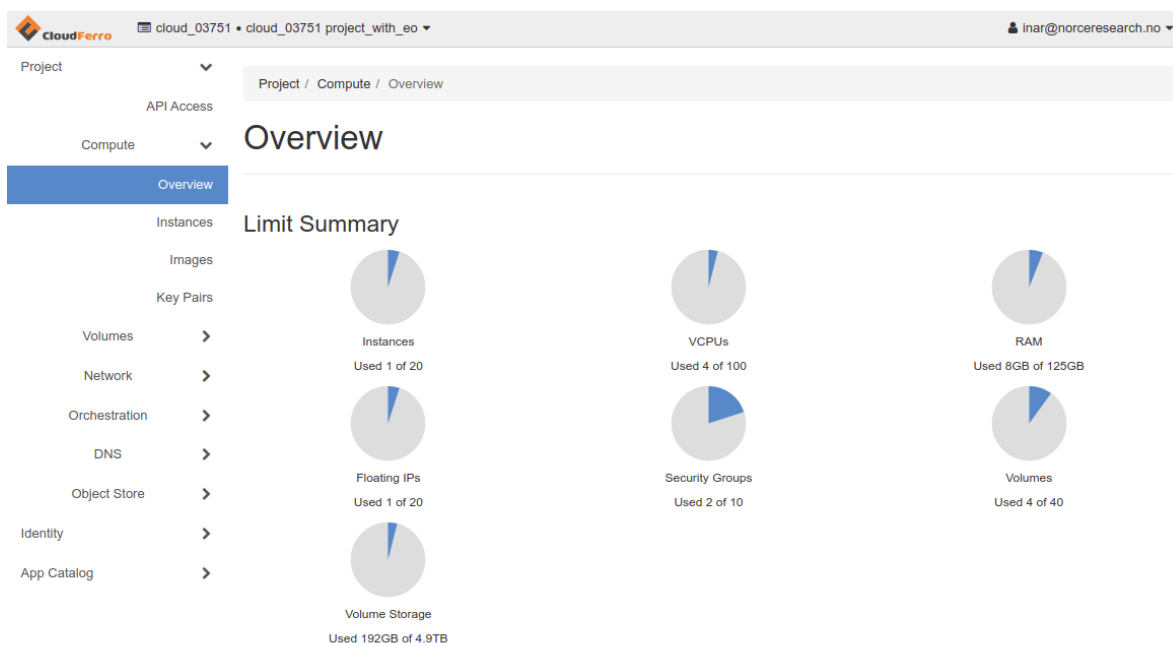 CloudFerro cloud_03751 • cloud_03751 project_with_eo inar@norceresearch.no
Project
API Access
Compute
Overview
Instances
Images
Key Pairs
Volumes
Network
Orchestration
DNS
Object Store
Identity
App Catalog
Project / Compute / Overview
Overview
Limit Summary
Instances
Used 1 of 20
VCPUs
Used 4 of 100
RAM
Used 8GB of 125GB
Floating IPs
Used 1 of 20
Security Groups
Used 2 of 10
Volumes
Used 4 of 40
Volume Storage
Used 192GB of 4.9TB